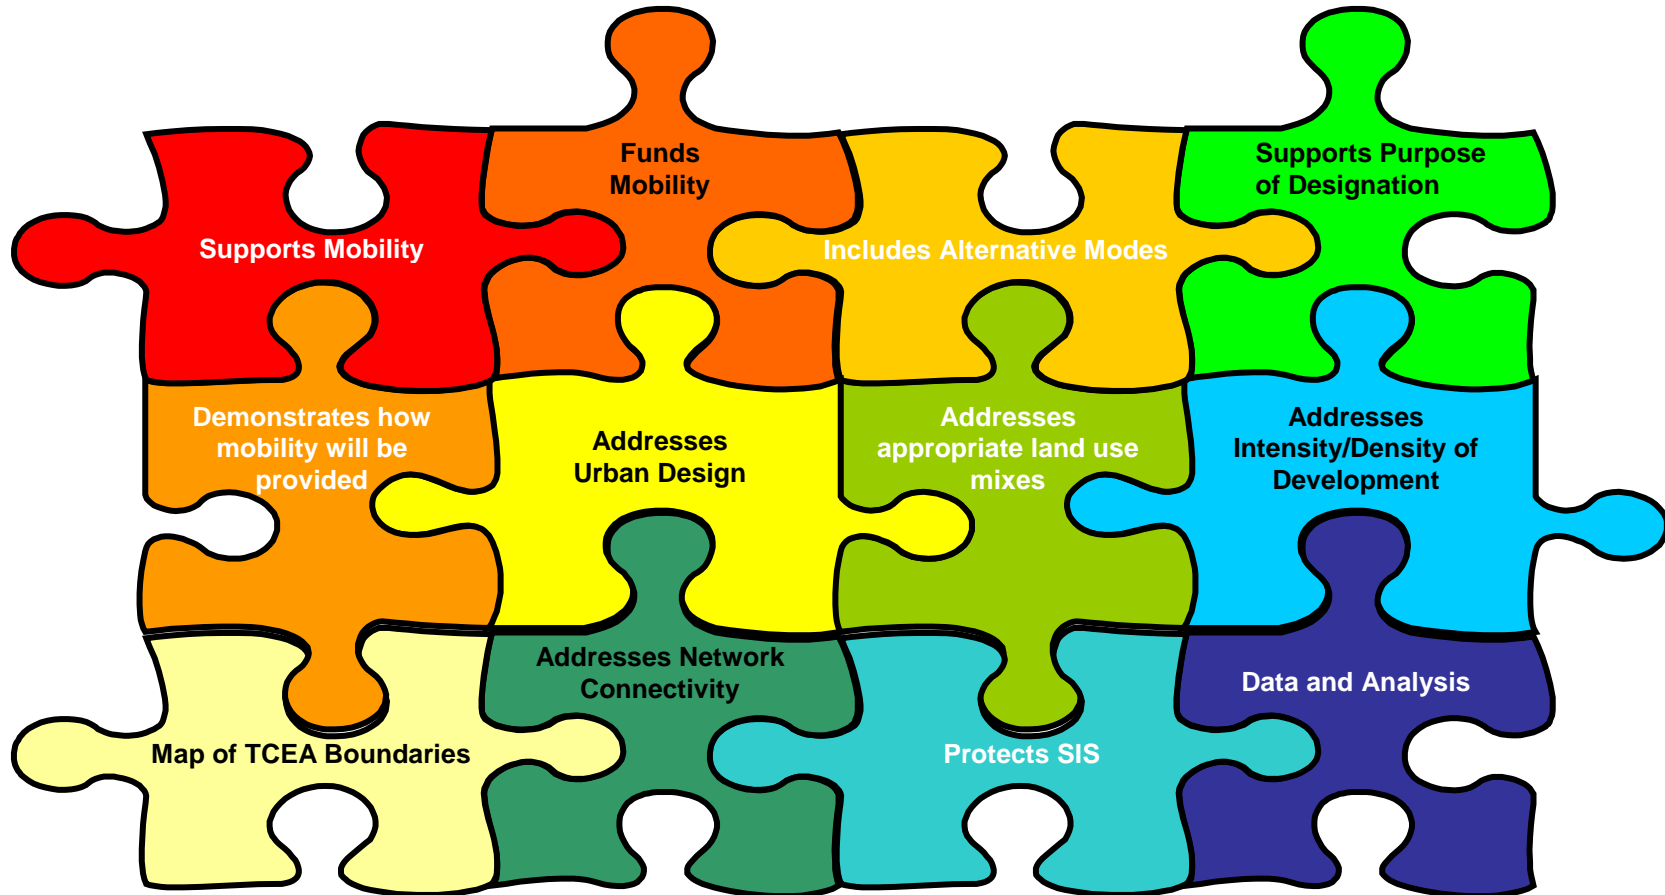 Supports Mobility
Funds
Mobility
Includes Alternative Modes
Supports Purpose
of Designation
Demonstrates how
mobility will be
provided
Addresses
Urban Design
Addresses
appropriate land use
mixes
Addresses
Intensity/Density of
Development
Map of TCEA Boundaries
Addresses Network
Connectivity
Protects SIS
Data and Analysis